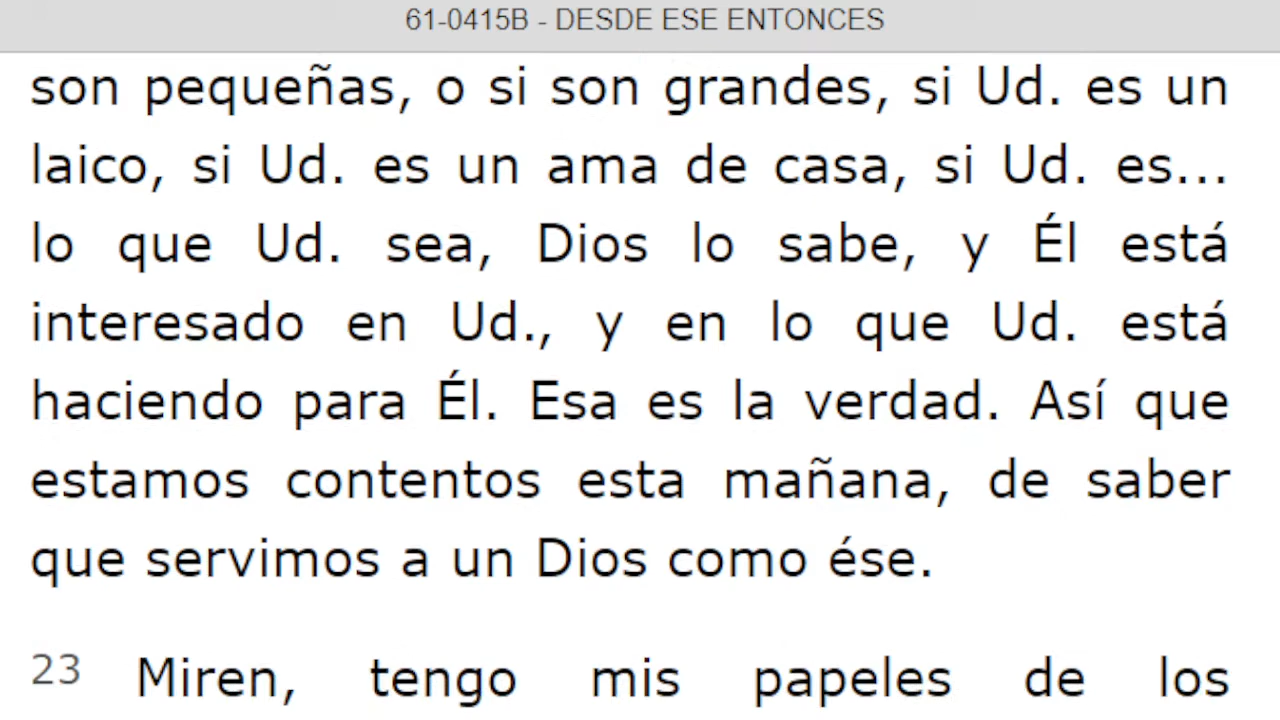 61-0415B - DESDE ESE ENTONCES
son pequeñas, o si son grandes, si Ud. es un
laico, si Ud. es un ama de casa, si Ud. es...
lo que Ud. sea, Dios lo sabe, y Él está
interesado en Ud., y en lo que Ud. está
haciendo para Él. Esa es la verdad. Así que
estamos contentos esta mañana, de saber
que servimos a un Dios como ése.
23 Miren, tengo mis papeles de los